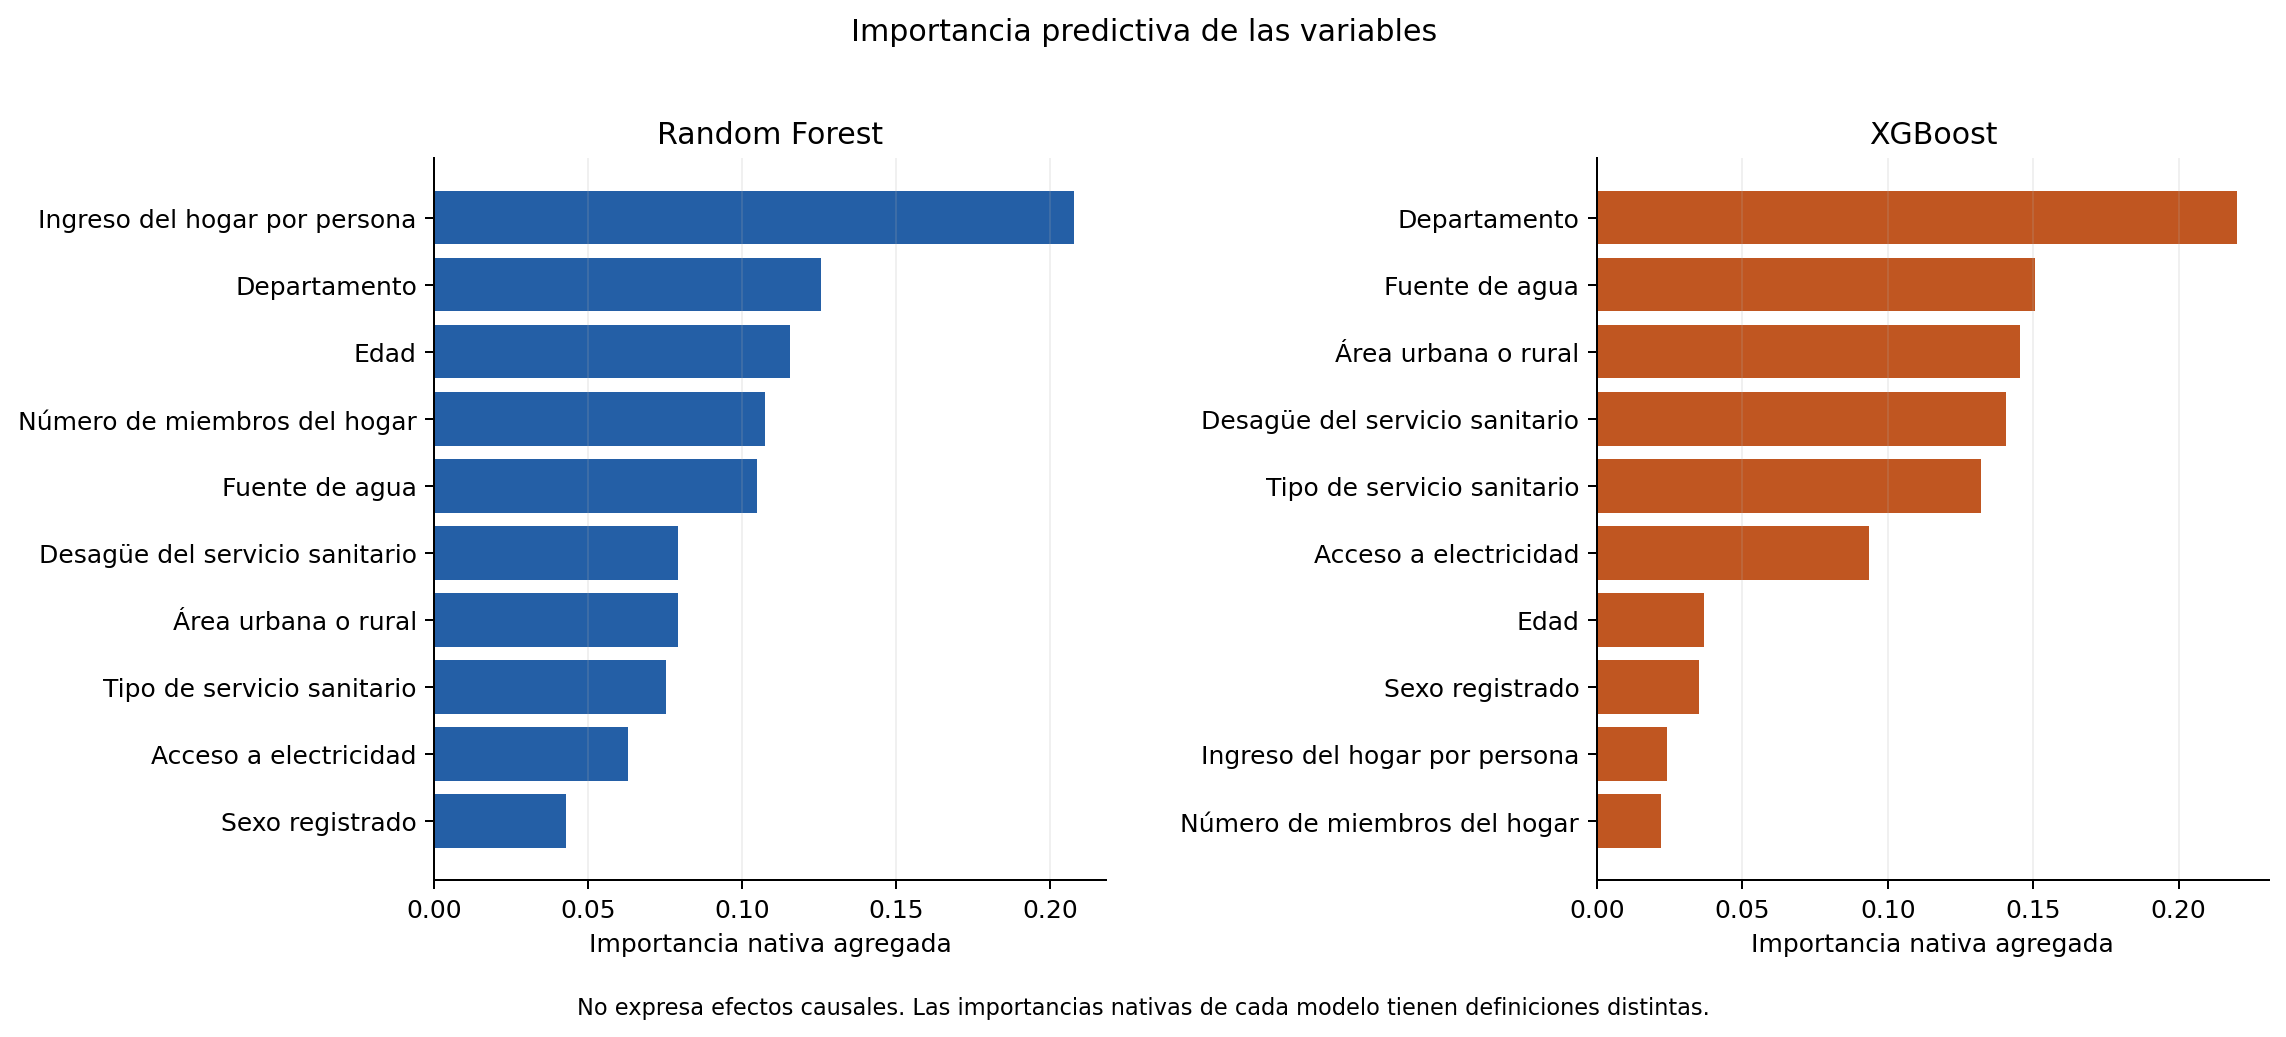 Importancia predictiva de las variables
Random Forest
Ingreso del hogar por persona
Departamento
Edad
Número de miembros del hogar
Fuente de agua
Desagüe del servicio sanitario
Área urbana o rural
Tipo de servicio sanitario
Acceso a electricidad
Sexo registrado
0.00 0.05 0.10 0.15 0.20
Importancia nativa agregada
XGBoost
Departamento
Fuente de agua
Área urbana o rural
Desagüe del servicio sanitario
Tipo de servicio sanitario
Acceso a electricidad
Edad
Sexo registrado
Ingreso del hogar por persona
Número de miembros del hogar
0.00 0.05 0.10 0.15 0.20
Importancia nativa agregada
No expresa efectos causales. Las importancias nativas de cada modelo tienen definiciones distintas.